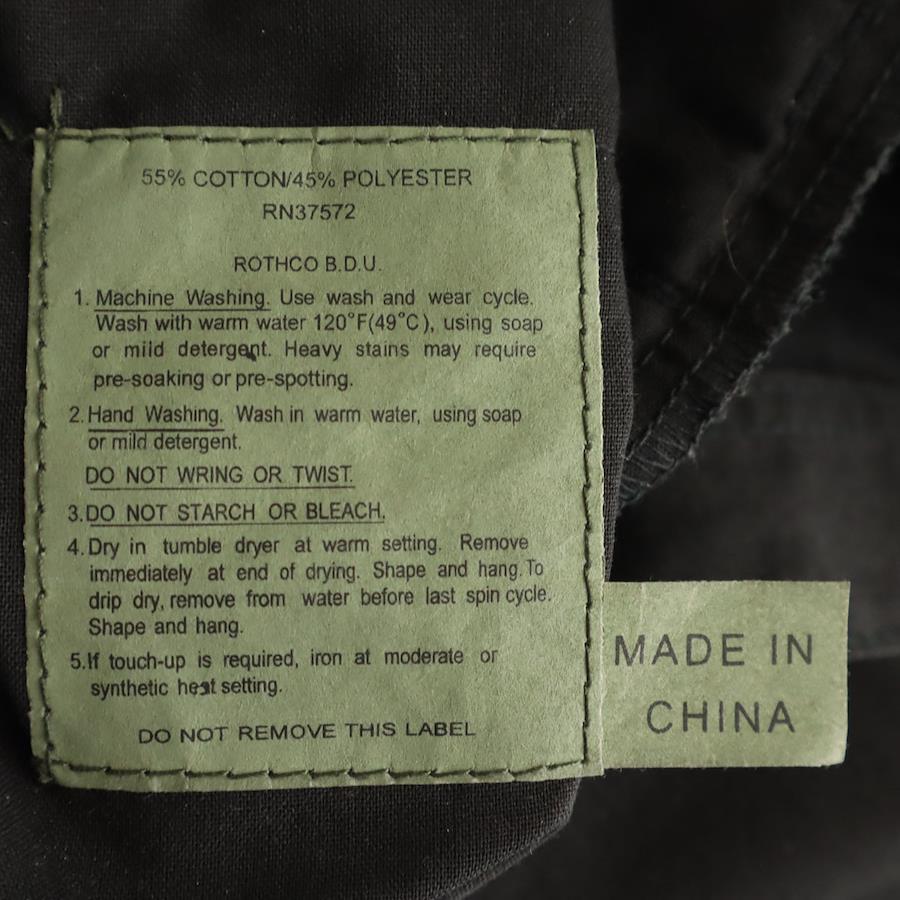 55% COTTON/45% POLYESTER
RN37572
ROTHCO B.D.U.
1. Machine Washing. Use wash and wear cycle.
Wash with warm water 120°F(49°C), using soap
or mild detergent. Heavy stains may require
pre-soaking or pre-spotting.
2. Hand Washing. Wash in warm water, using soap
or mild detergent.
DO NOT WRING OR TWIST.
3. DO NOT STARCH OR BLEACH.
4. Dry in tumble dryer at warm setting. Remove
immediately at end of drying. Shape and hang. To
drip dry, remove from water before last spin cycle.
Shape and hang.
5. If touch-up is required, iron at moderate or
synthetic heat setting.
DO NOT REMOVE THIS LABEL
MADE IN
CHINA